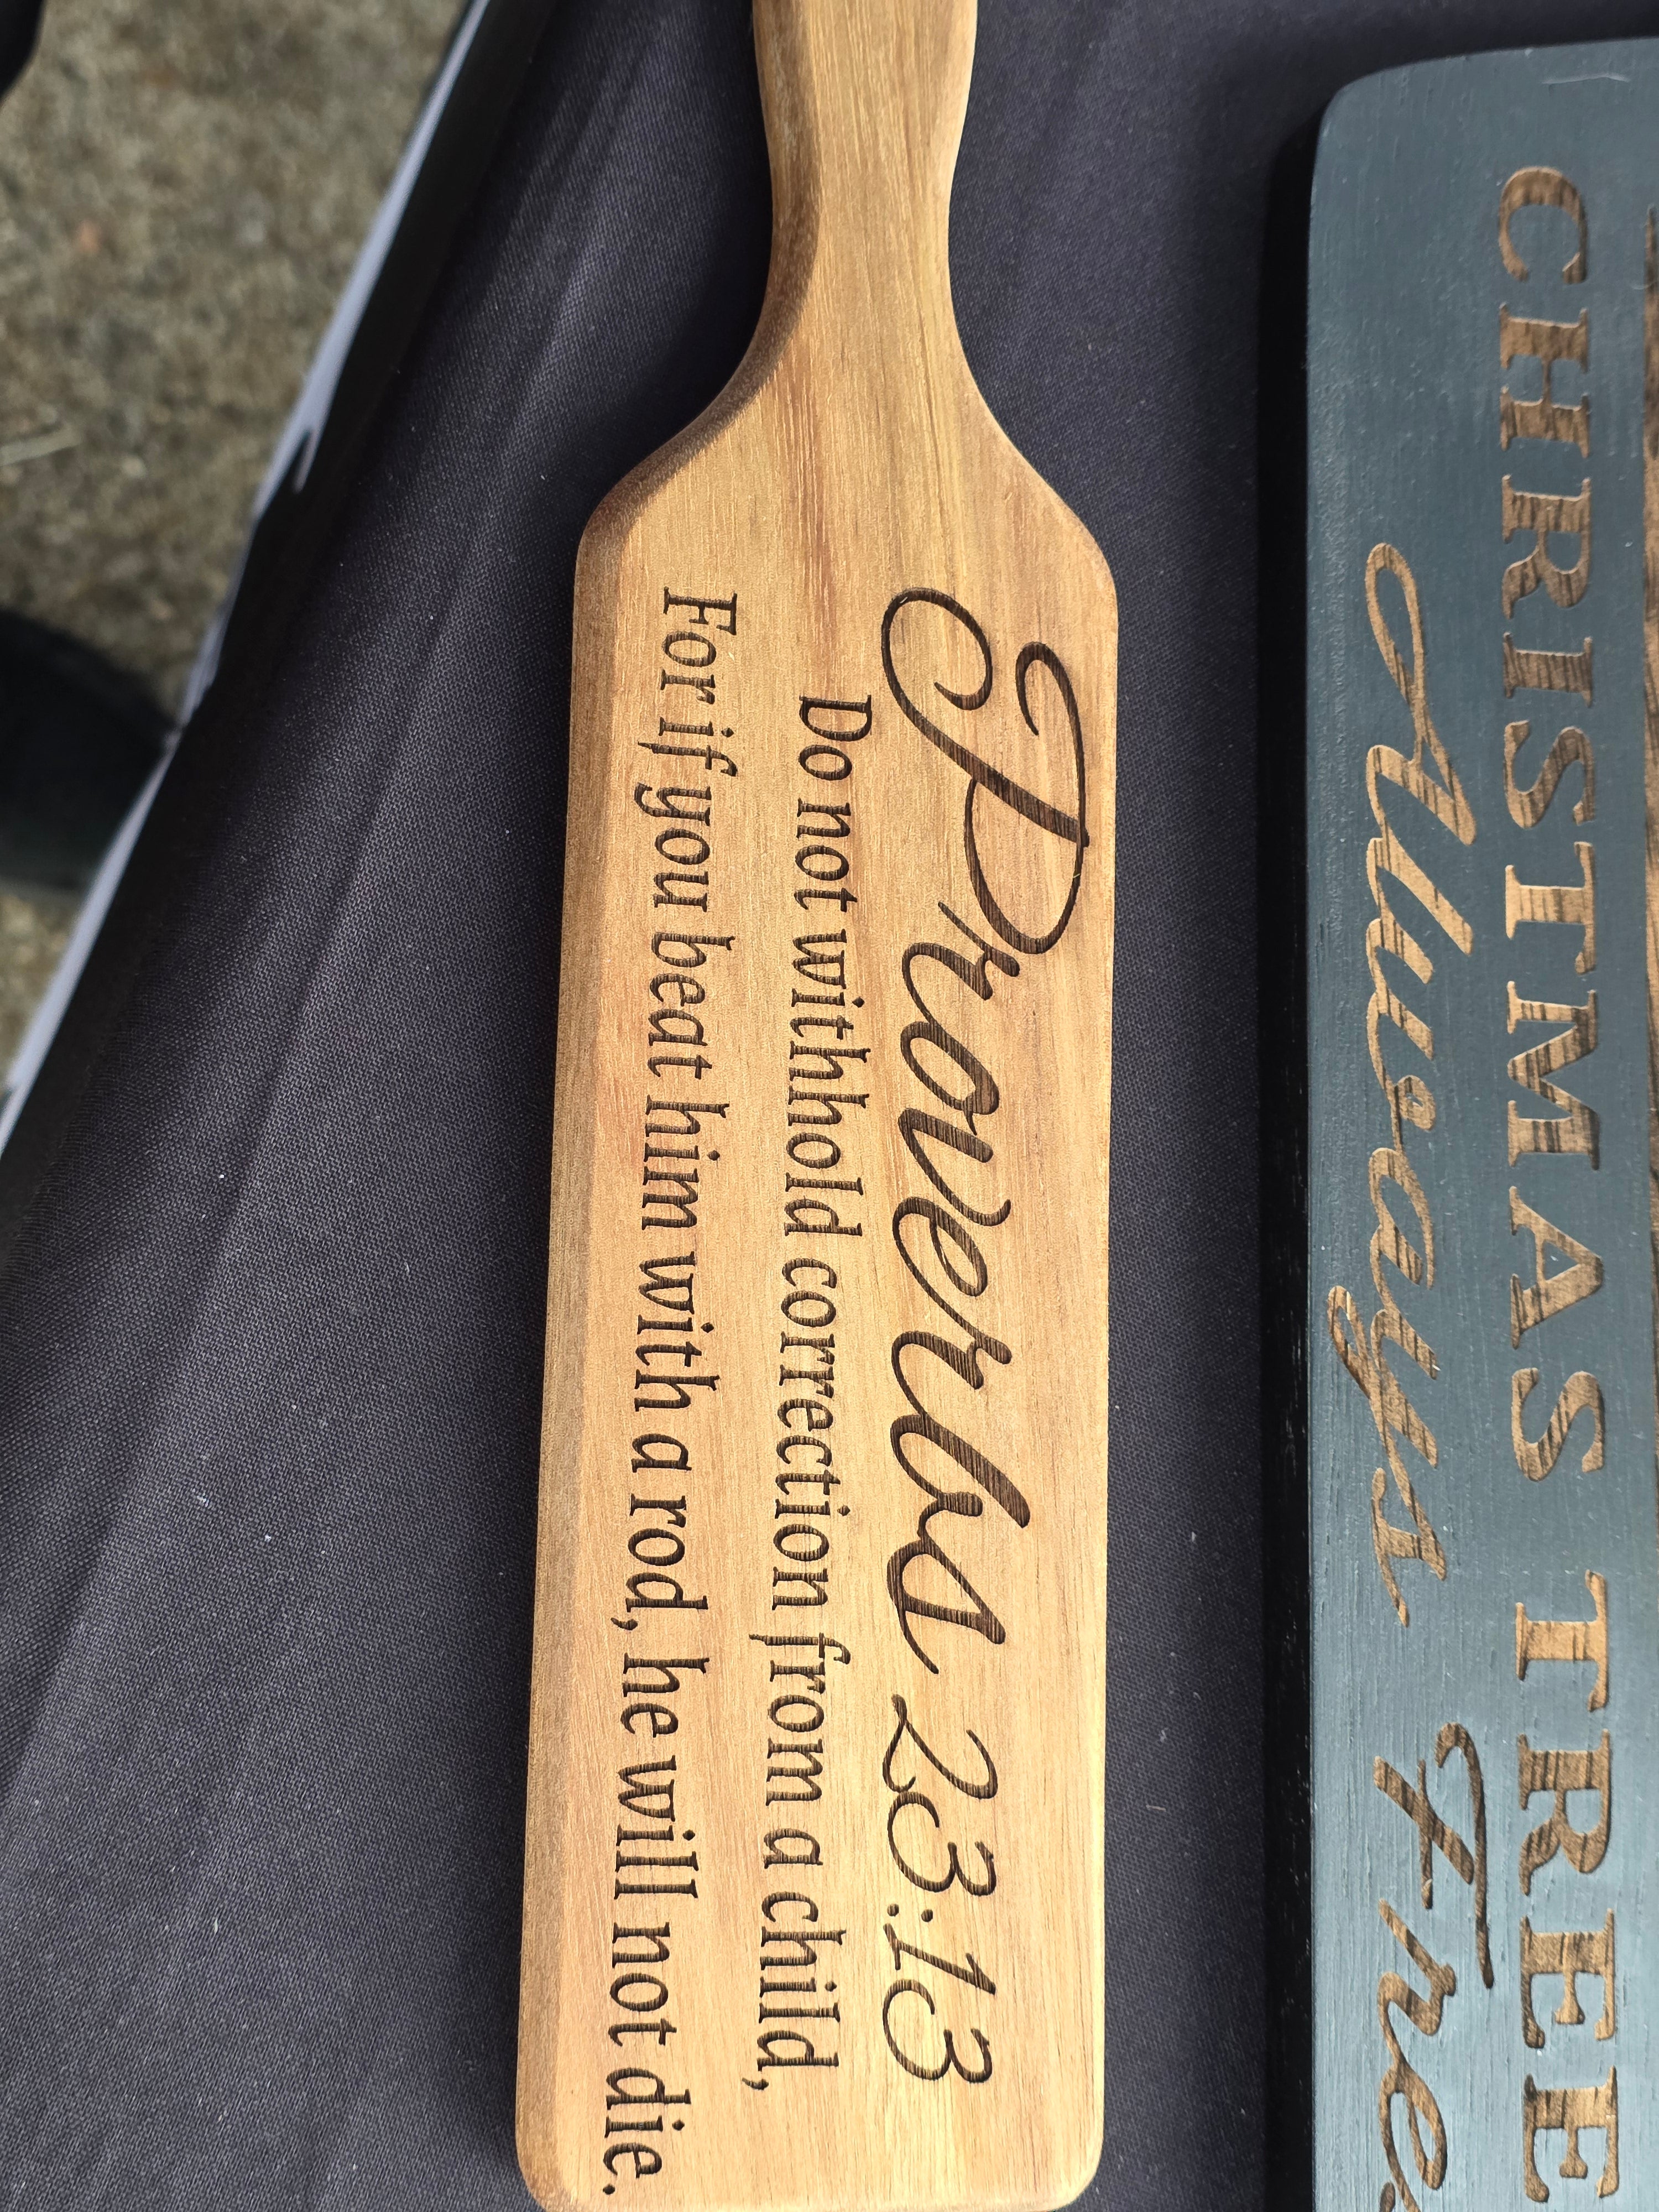 Proverbs 23:13
Do not withhold correction from a child,
For if you beat him with a rod, he will not die.
CHRISTMAS TREE
Always